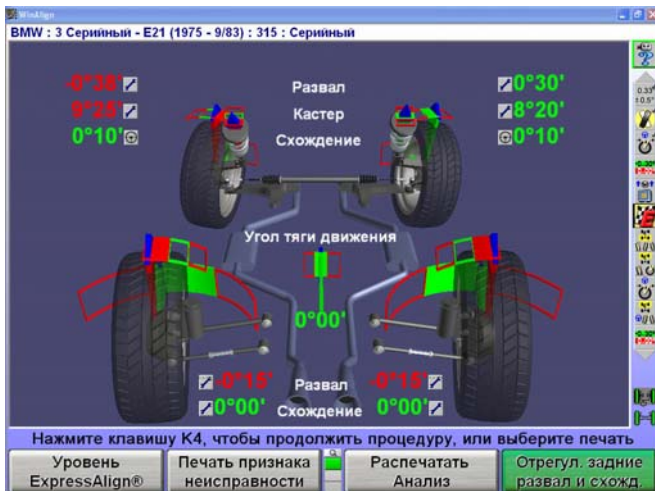 WinAlign
BMW : 3 Серийный - E21 (1975 - 9/83) : 315 : Серийный
-0°38' Развал 0°30'
9°25' Кастер 8°20'
0°10' Схождение 0°10'
Угол тяги движения
0°00'
-0°15' Развал -0°15'
0°00' Схождение 0°00'
Нажмите клавишу K4, чтобы продолжить процедуру, или выберите печать
Уровень
ExpressAlign®
Печать признака
неисправности
Распечатать
Анализ
Отрегул. задние
развал и схожд.